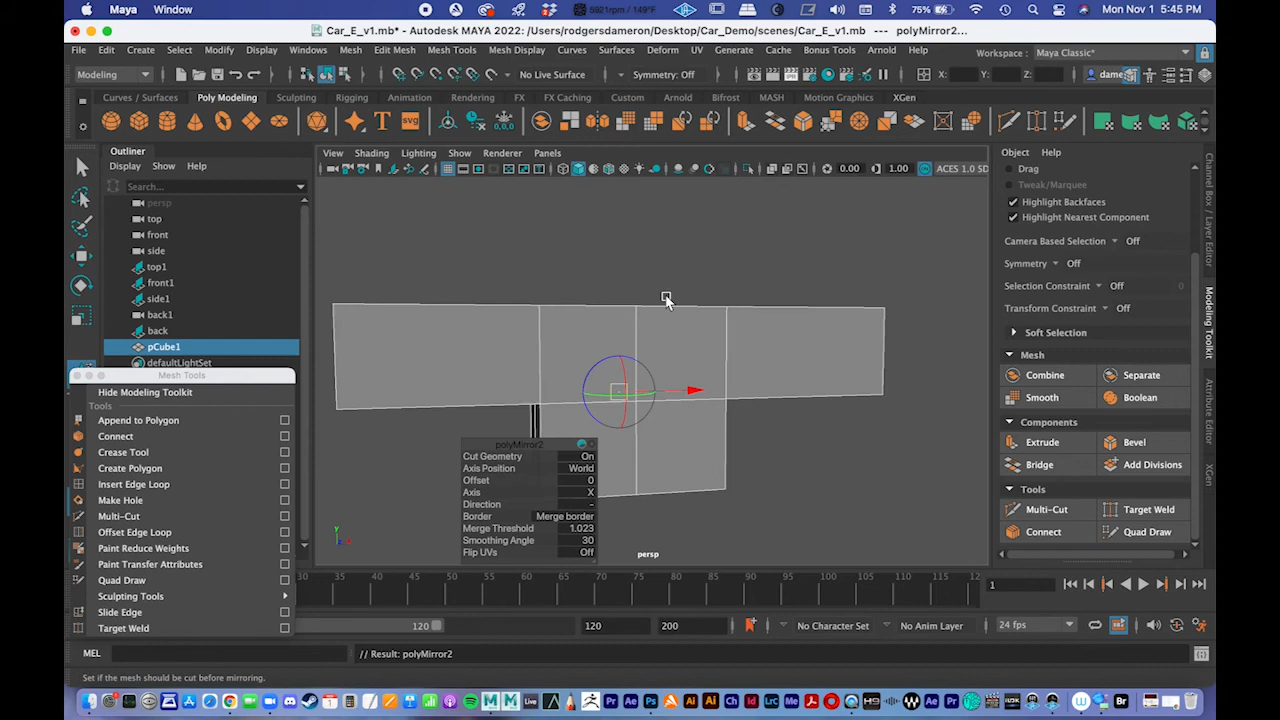 Maya Window 5921rpm / 149°F 75% Mon Nov 1 5:45 PM
Car_E_v1.mb* - Autodesk MAYA 2022: /Users/rodgersdameron/Desktop/Car_Demo/scenes/Car_E_v1.mb --- polyMirror2...
File Edit Create Select Modify Display Windows Mesh Edit Mesh Mesh Tools Mesh Display Curves Surfaces Deform UV Generate Cache Bonus Tools Arnold Help Workspace : Maya Classic*
Modeling No Live Surface Symmetry: Off X: Y: Z: dame
Curves / Surfaces Poly Modeling Sculpting Rigging Animation Rendering FX FX Caching Custom Arnold Bifrost MASH Motion Graphics XGen
Outliner
Display Show Help
Search...
persp
top
front
side
top1
front1
side1
back1
back
pCube1
defaultLightSet
Mesh Tools
Hide Modeling Toolkit
Tools
Append to Polygon
Connect
Crease Tool
Create Polygon
Insert Edge Loop
Make Hole
Multi-Cut
Offset Edge Loop
Paint Reduce Weights
Paint Transfer Attributes
Quad Draw
Sculpting Tools
Slide Edge
Target Weld
View Shading Lighting Show Renderer Panels
0.00 1.00 ACES 1.0 SD
polyMirror2
Cut Geometry On
Axis Position World
Offset 0
Axis X
Direction -
Border Merge border
Merge Threshold 1.023
Smoothing Angle 30
Flip UVs Off
y
persp
Object Help
Drag
Tweak/Marquee
Highlight Backfaces
Highlight Nearest Component
Camera Based Selection Off
Symmetry Off
Selection Constraint Off 0
Transform Constraint Off
Soft Selection
Mesh
Combine Separate
Smooth Boolean
Components
Extrude Bevel
Bridge Add Divisions
Tools
Multi-Cut Target Weld
Connect Quad Draw
Channel Box / Layer Editor
Modeling Toolkit
Attribute Editor
XGen
35 40 45 50 55 60 65 70 75 80 85 90 95 100 105 110 115 12
1
120 120 200 No Character Set No Anim Layer 24 fps
MEL // Result: polyMirror2
Set if the mesh should be cut before mirroring.